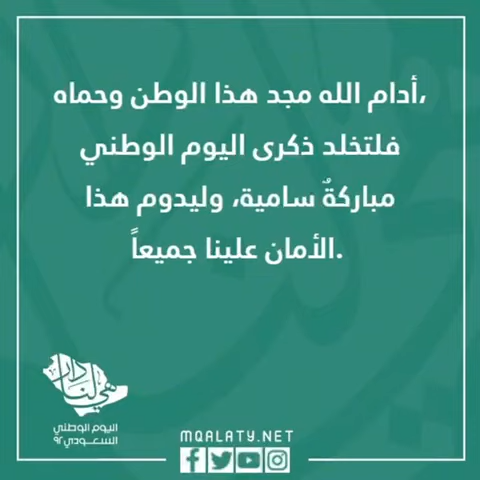 أدام الله مجد هذا الوطن وحماه،
فلتخلد ذكرى اليوم الوطني
مباركةٌ سامية، وليدوم هذا
الأمان علينا جميعاً.
هي لنا دار
اليوم الوطني
السعودي ٩٢
MQALATY.NET